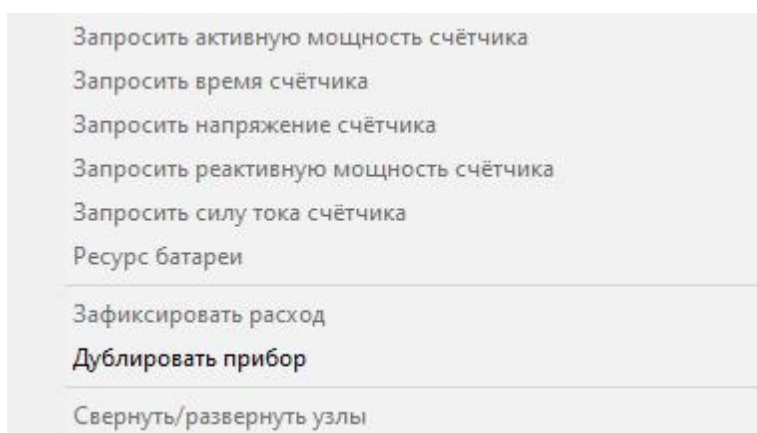 Запросить активную мощность счётчика
Запросить время счётчика
Запросить напряжение счётчика
Запросить реактивную мощность счётчика
Запросить силу тока счётчика
Ресурс батареи
Зафиксировать расход
Дублировать прибор
Свернуть/развернуть узлы